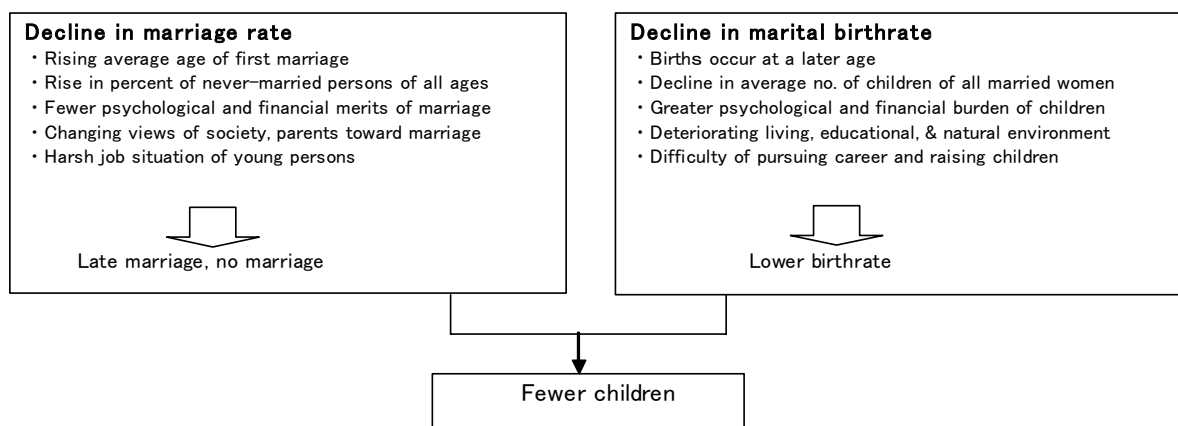 Decline in marriage rate
・Rising average age of first marriage
・Rise in percent of never-married persons of all ages
・Fewer psychological and financial merits of marriage
・Changing views of society, parents toward marriage
・Harsh job situation of young persons
Late marriage, no marriage
Decline in marital birthrate
・Births occur at a later age
・Decline in average no. of children of all married women
・Greater psychological and financial burden of children
・Deteriorating living, educational, & natural environment
・Difficulty of pursuing career and raising children
Lower birthrate
Fewer children